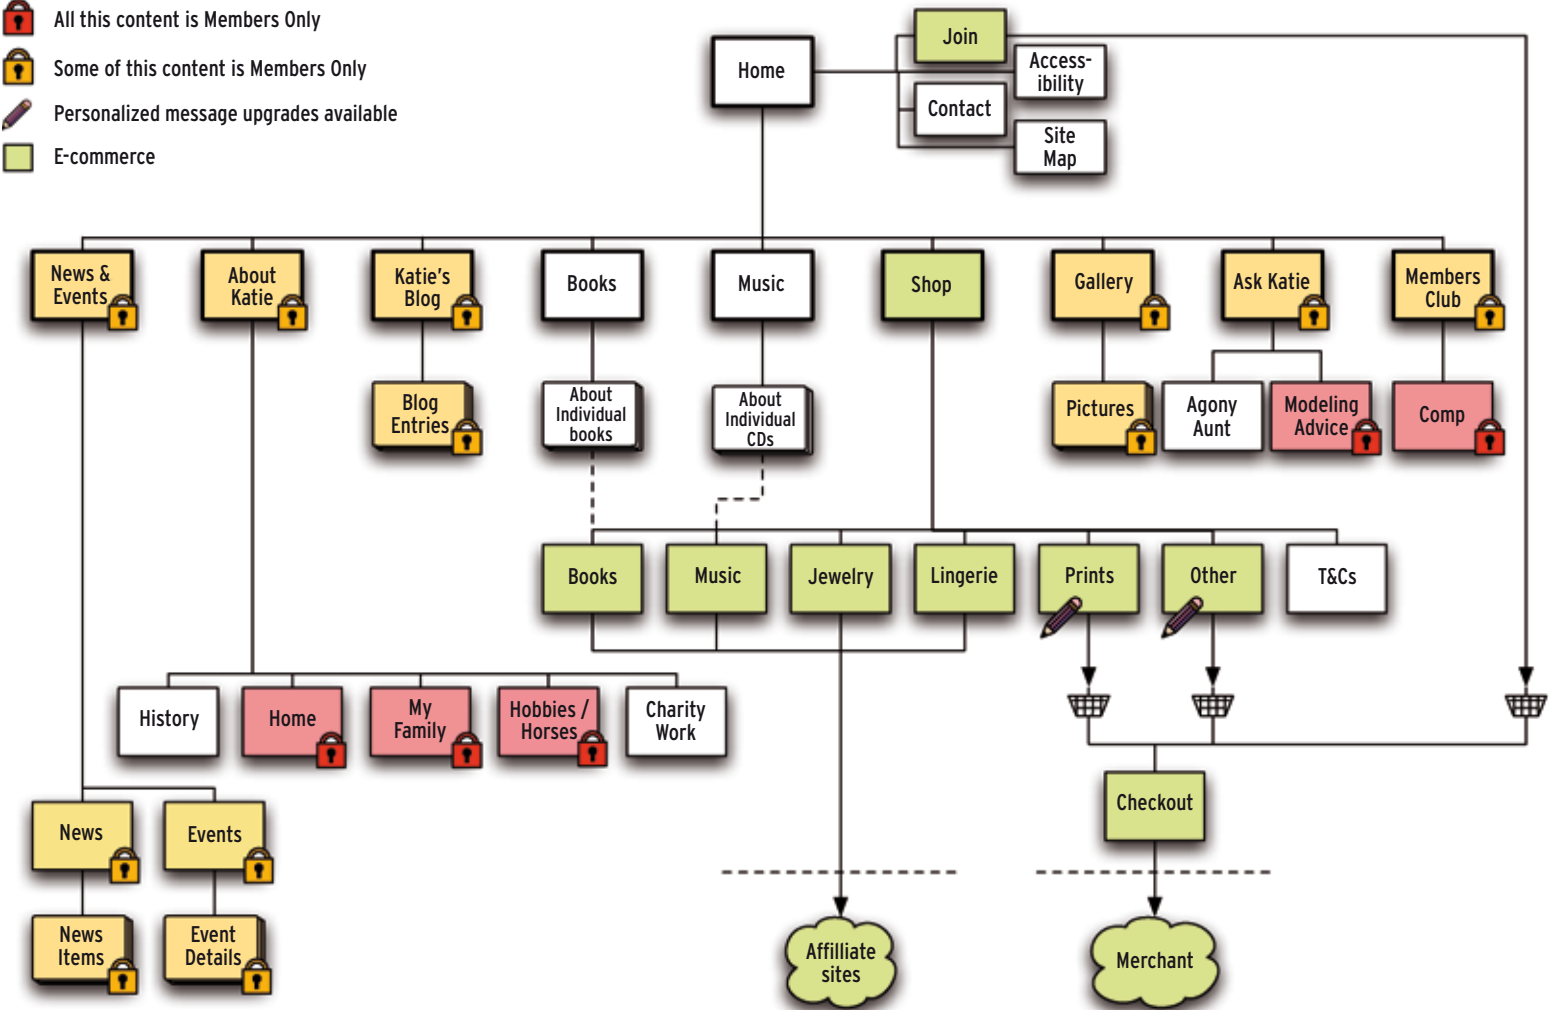 All this content is Members Only
Some of this content is Members Only
Personalized message upgrades available
E-commerce
Home
Join
Access-
ibility
Contact
Site
Map
News &
Events
About
Katie
Katie's
Blog
Books
Music
Shop
Gallery
Ask Katie
Members
Club
Blog
Entries
About
Individual
books
About
Individual
CDs
Pictures
Agony
Aunt
Modeling
Advice
Comp
Books
Music
Jewelry
Lingerie
Prints
Other
T&Cs
History
Home
My
Family
Hobbies /
Horses
Charity
Work
Checkout
News
Events
News
Items
Event
Details
Affilliate
sites
Merchant